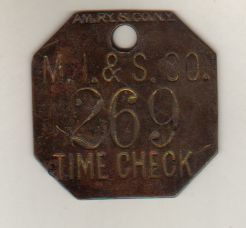 AM. RY. S. CO. N.Y.
M. I. & S. CO.
269
TIME CHECK